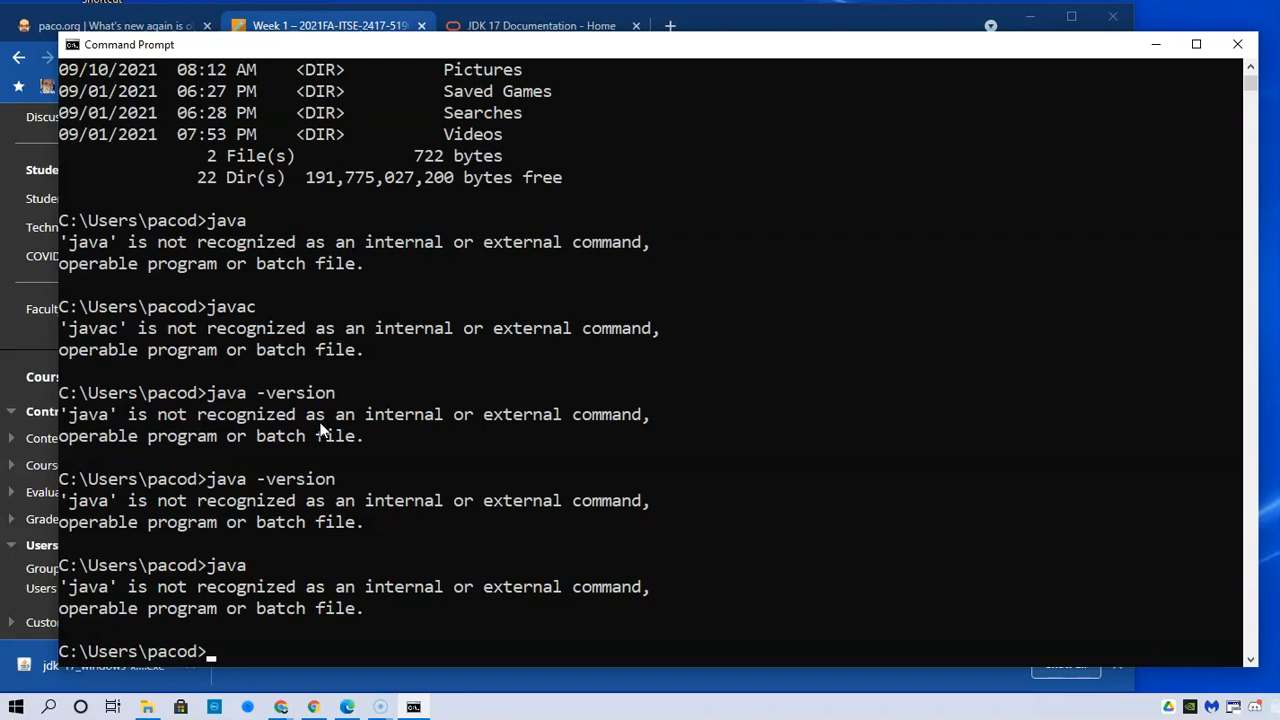 Shortcut
paco.org | What's new again is ol
Week 1 – 2021FA-ITSE-2417-519
JDK 17 Documentation - Home
Command Prompt
09/10/2021 08:12 AM <DIR> Pictures
09/01/2021 06:27 PM <DIR> Saved Games
09/01/2021 06:28 PM <DIR> Searches
09/01/2021 07:53 PM <DIR> Videos
2 File(s) 722 bytes
22 Dir(s) 191,775,027,200 bytes free
C:\Users\pacod>java
'java' is not recognized as an internal or external command,
operable program or batch file.
C:\Users\pacod>javac
'javac' is not recognized as an internal or external command,
operable program or batch file.
C:\Users\pacod>java -version
'java' is not recognized as an internal or external command,
operable program or batch file.
C:\Users\pacod>java -version
'java' is not recognized as an internal or external command,
operable program or batch file.
C:\Users\pacod>java
'java' is not recognized as an internal or external command,
operable program or batch file.
C:\Users\pacod>
Discus
Studen
Studen
Techn
COVID
Facult
Cours
Contr
Conte
Cours
Evalua
Grade
Users
Group
Users
Custo